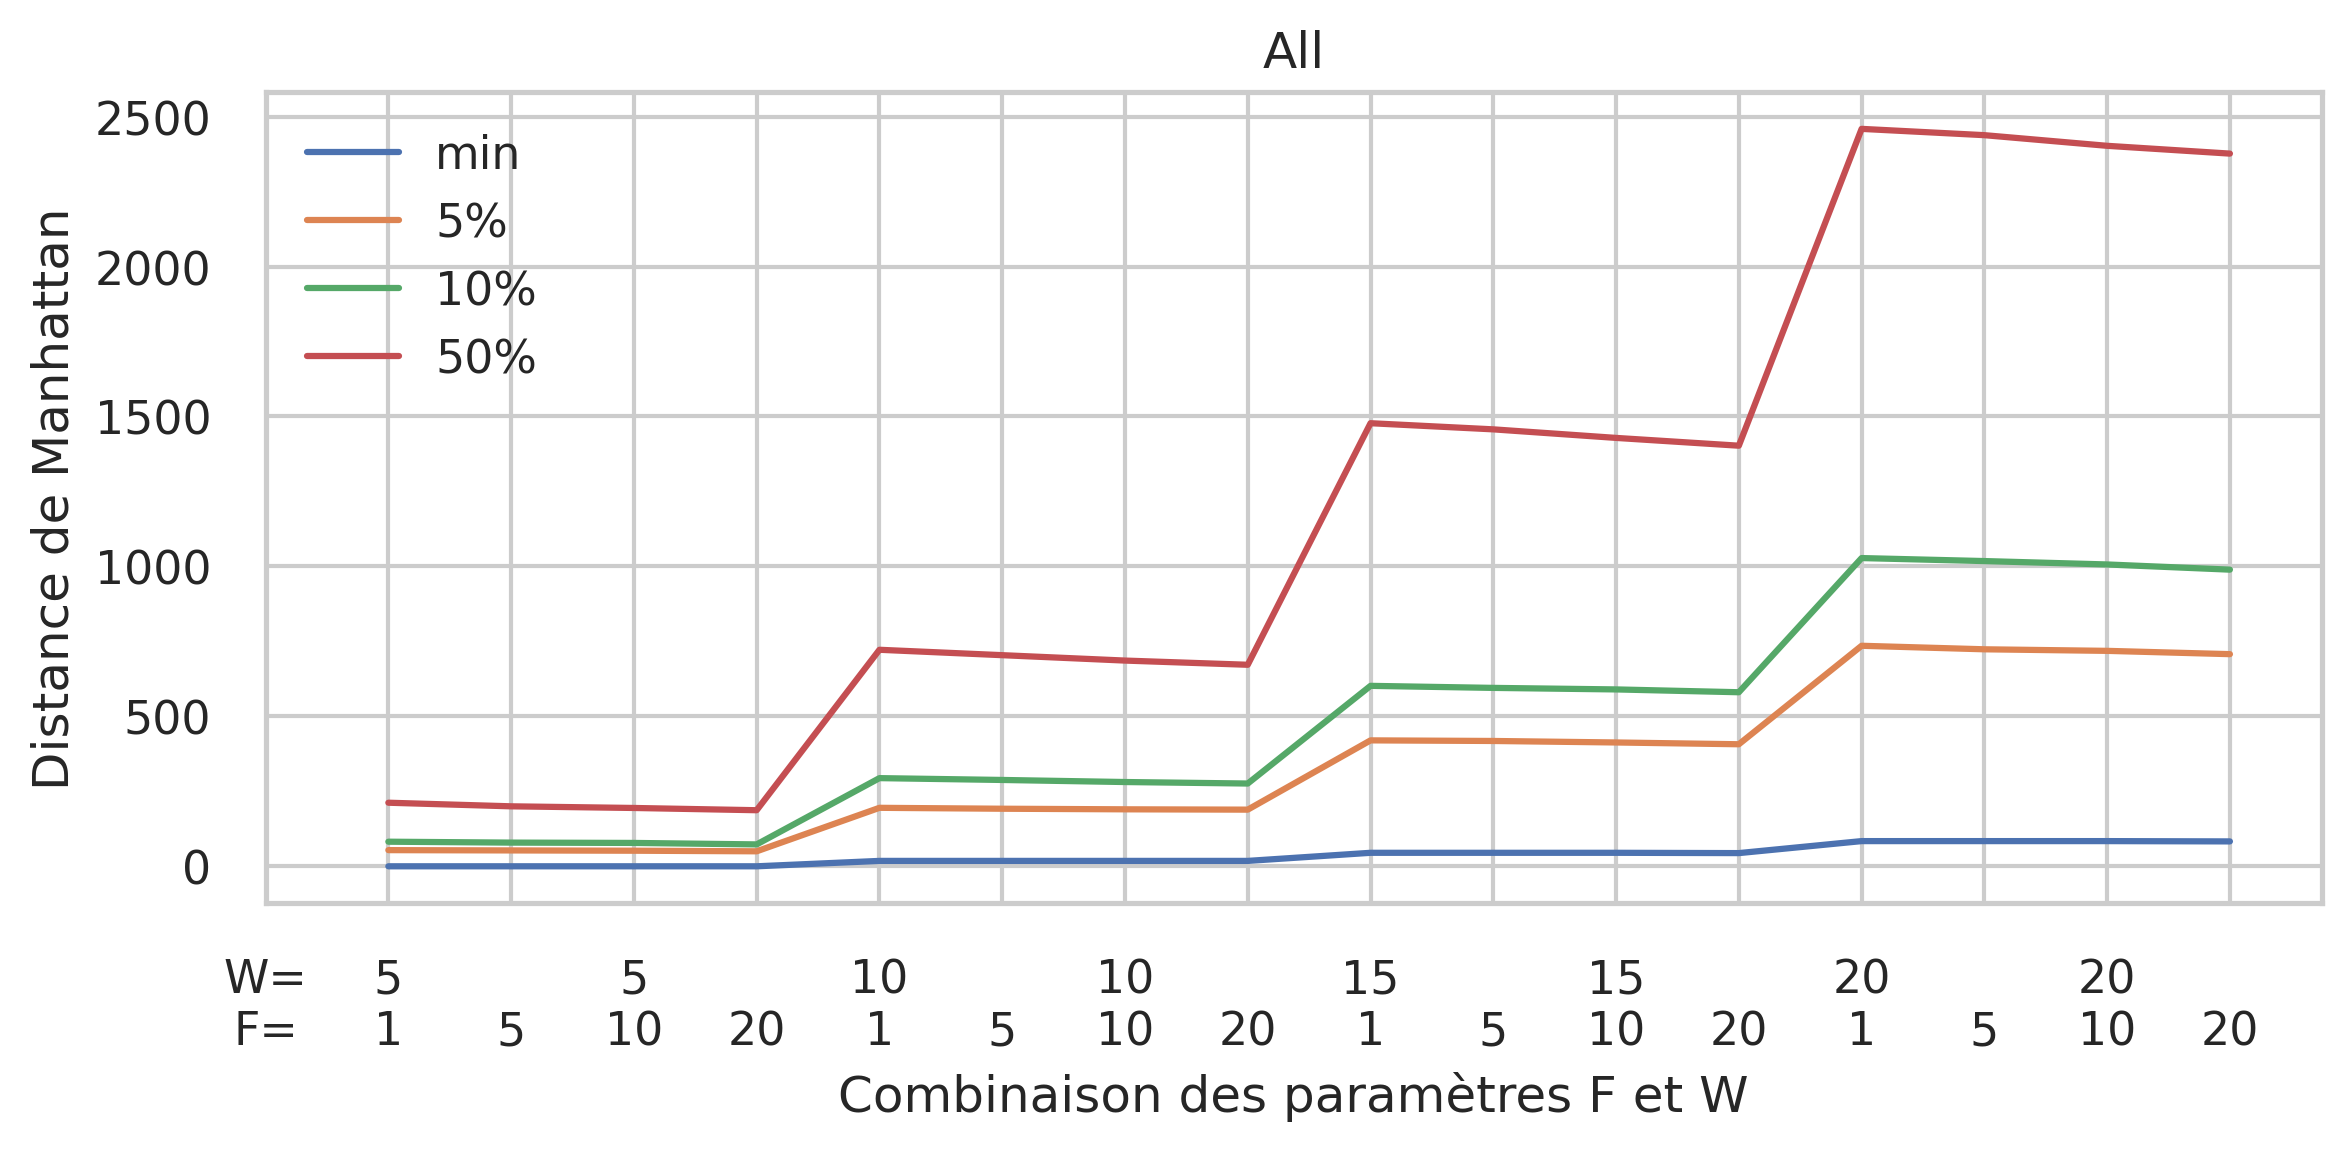 All
Distance de Manhattan
2500
2000
1500
1000
500
0
min
5%
10%
50%
W= 5 5 10 10 15 15 20 20
F= 1 5 10 20 1 5 10 20 1 5 10 20 1 5 10 20
Combinaison des paramètres F et W